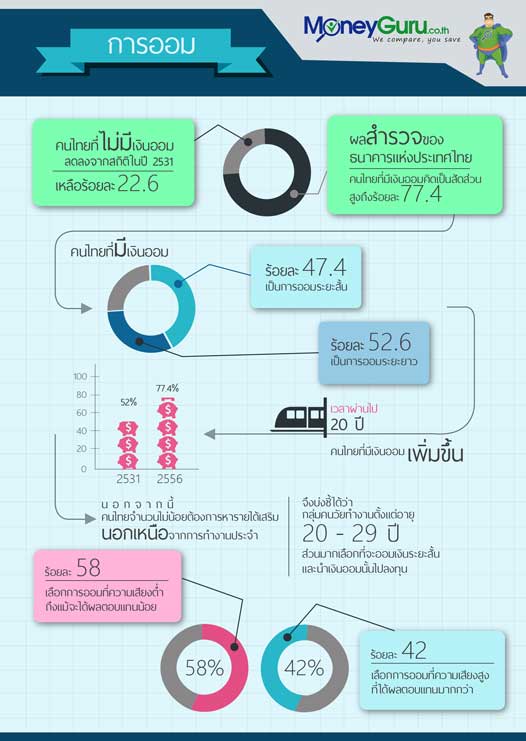 การออม
MoneyGuru.co.th
We compare, you save
คนไทยที่ไม่มีเงินออม
ลดลงจากสถิติในปี 2531
เหลือร้อยละ 22.6
ผลสำรวจของ
ธนาคารแห่งประเทศไทย
คนไทยที่มีเงินออมคิดเป็นสัดส่วน
สูงถึงร้อยละ 77.4
คนไทยที่มีเงินออม
ร้อยละ 47.4
เป็นการออมระยะสั้น
ร้อยละ 52.6
เป็นการออมระยะยาว
100
80
60
40
20
0
52%
77.4%
2531
2556
เวลาผ่านไป
20 ปี
คนไทยที่มีเงินออม เพิ่มขึ้น
นอกจากนี้
คนไทยจำนวนไม่น้อยต้องการหารายได้เสริม
นอกเหนือจากการทำงานประจำ
จึงบ่งชี้ได้ว่า
กลุ่มคนวัยทำงานตั้งแต่อายุ
20 - 29 ปี
ส่วนมากเลือกที่จะออมเงินระยะสั้น
และนำเงินออมนั้นไปลงทุน
ร้อยละ 58
เลือกการออมที่ความเสี่ยงต่ำ
ถึงแม้จะได้ผลตอบแทนน้อย
58%
42%
ร้อยละ 42
เลือกการออมที่ความเสี่ยงสูง
ที่ได้ผลตอบแทนมากกว่า